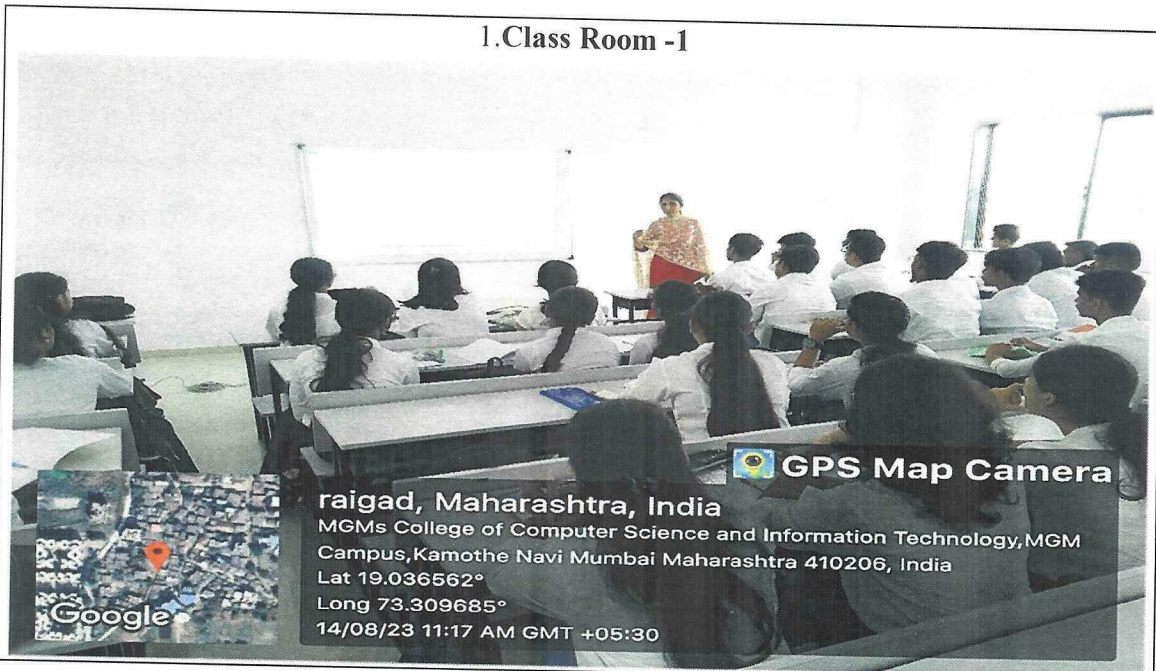 1.Class Room -1
GPS Map Camera
raigad, Maharashtra, India
MGMs College of Computer Science and Information Technology,MGM
Campus,Kamothe Navi Mumbai Maharashtra 410206, India
Lat 19.036562°
Long 73.309685°
14/08/23 11:17 AM GMT +05:30
Google